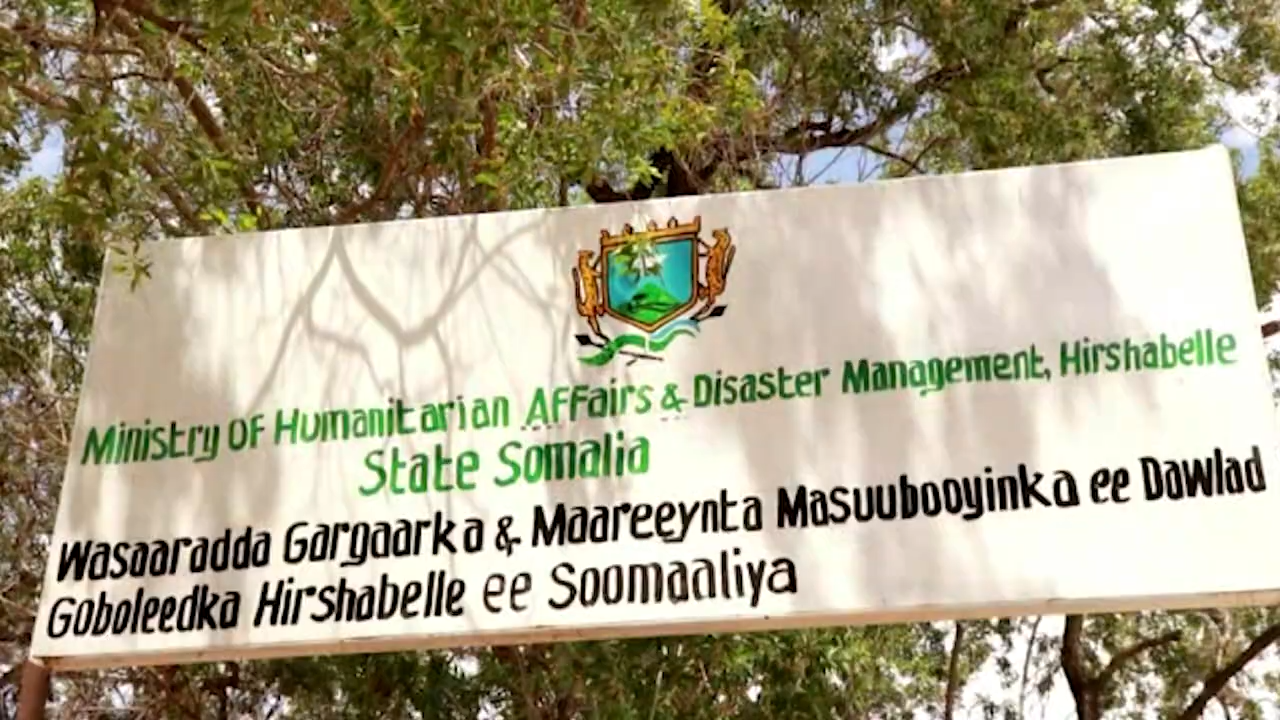 Ministry OF Humanitarian AFFairs & Disaster Management, Hirshabelle
State Somalia
Wasaaradda Gargaarka & Maareeynta Masuubooyinka ee Dawlad
Goboleedka Hirshabelle ee Soomaaliya